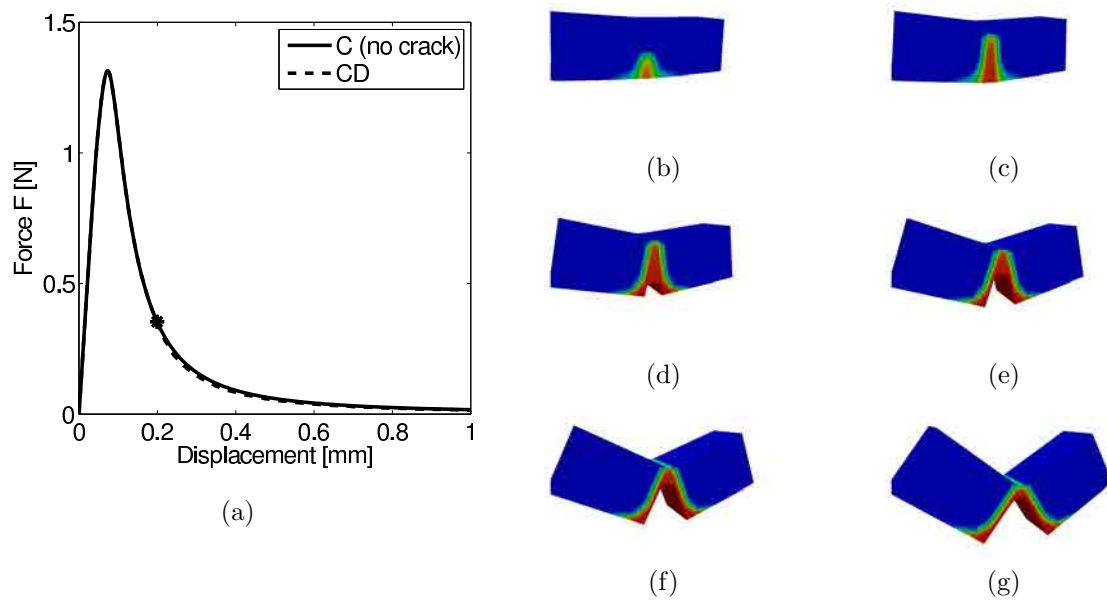 1.5
1
0.5
0
Force F [N]
C (no crack)
CD
0 0.2 0.4 0.6 0.8 1
Displacement [mm]
(a)
(b)
(c)
(d)
(e)
(f)
(g)